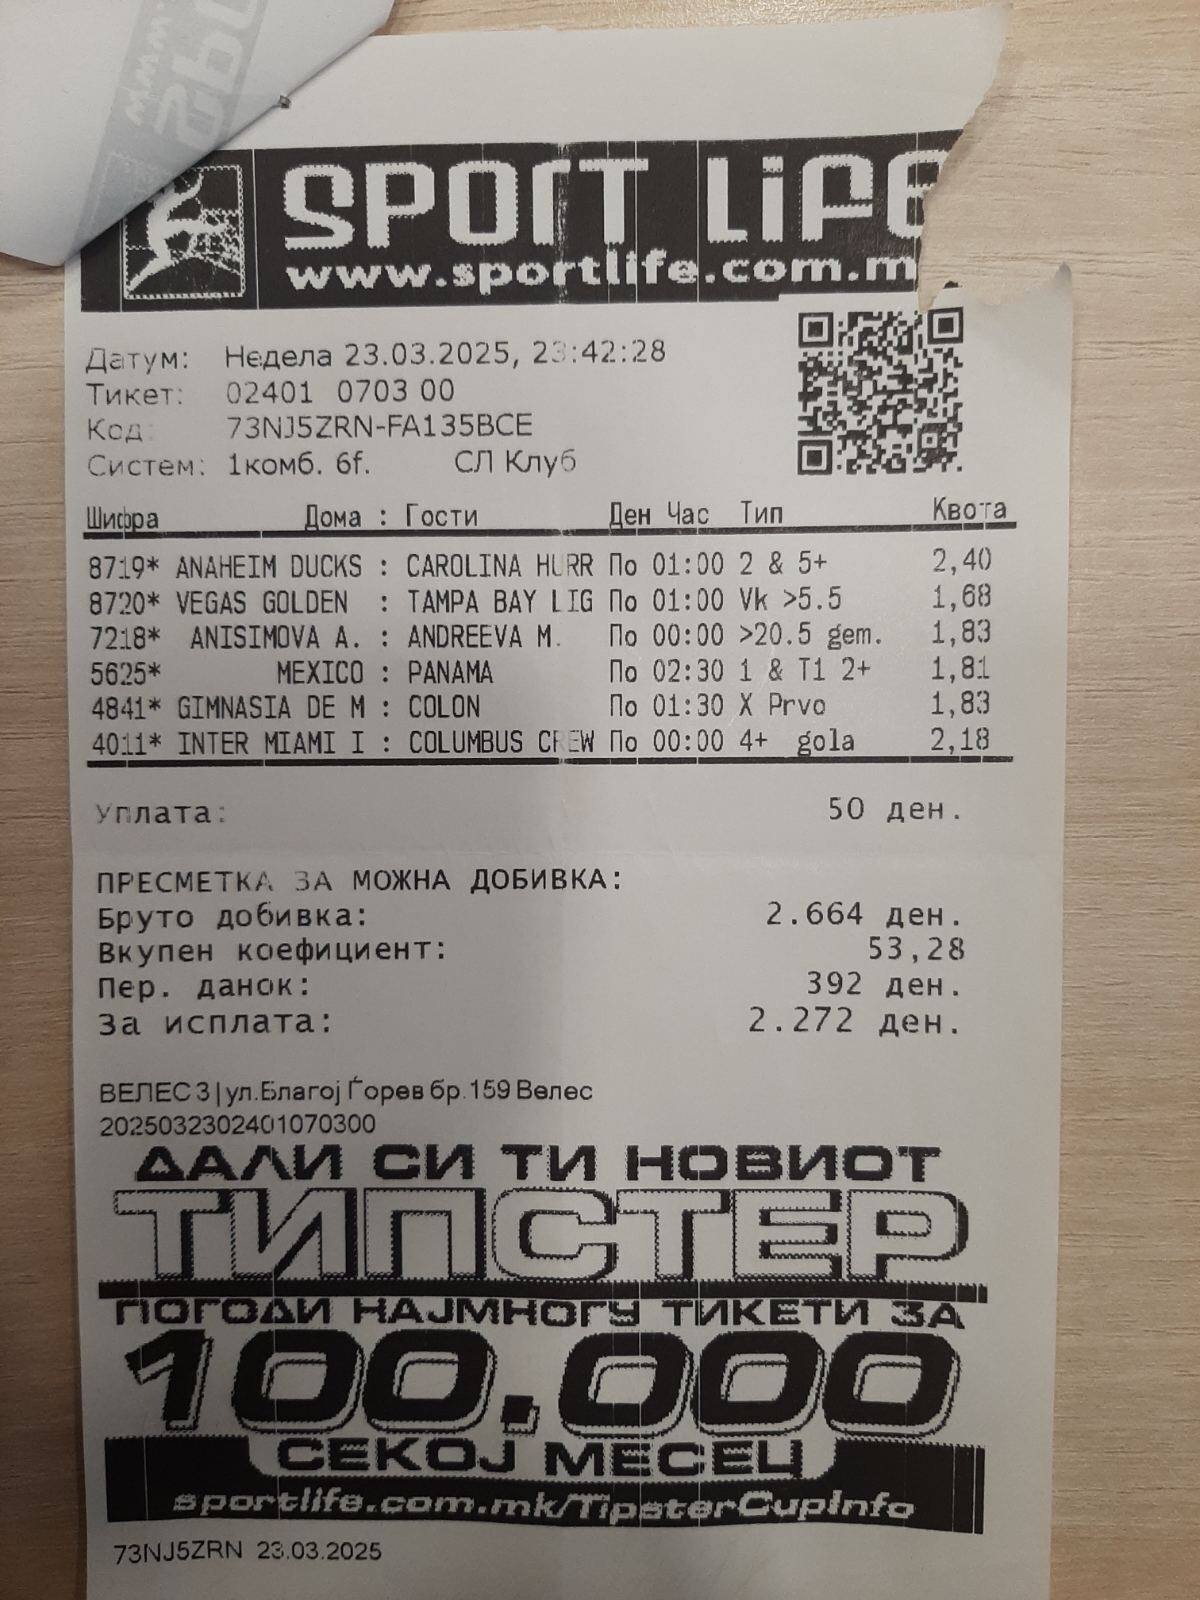 SPORT LiFE
www.sportlife.com.m
Датум: Недела 23.03.2025, 23:42:28
Тикет: 02401 0703 00
Код: 73NJ5ZRN-FA135BCE
Систем: 1комб. 6f. СЛ Клуб
Шифра Дома : Гости Ден Час Тип Квота
8719* ANAHEIM DUCKS : CAROLINA HURR По 01:00 2 & 5+ 2,40
8720* VEGAS GOLDEN : TAMPA BAY LIG По 01:00 Vk >5.5 1,68
7218* ANISIMOVA A. : ANDREEVA M. По 00:00 >20.5 gem. 1,83
5625* MEXICO : PANAMA По 02:30 1 & T1 2+ 1,81
4841* GIMNASIA DE M : COLON По 01:30 X Prvo 1,83
4011* INTER MIAMI I : COLUMBUS CREW По 00:00 4+ gola 2,18
Уплата: 50 ден.
ПРЕСМЕТКА ЗА МОЖНА ДОБИВКА:
Бруто добивка: 2.664 ден.
Вкупен коефициент: 53,28
Пер. данок: 392 ден.
За исплата: 2.272 ден.
ВЕЛЕС 3|ул.Благој Ѓорев бр.159 Велес
2025032302401070300
ДАЛИ СИ ТИ НОВИОТ
ТИПСТЕР
ПОГОДИ НАЈМНОГУ ТИКЕТИ ЗА
100.000
СЕКОЈ МЕСЕЦ
sportlife.com.mk/TipsterCupInfo
73NJ5ZRN 23.03.2025